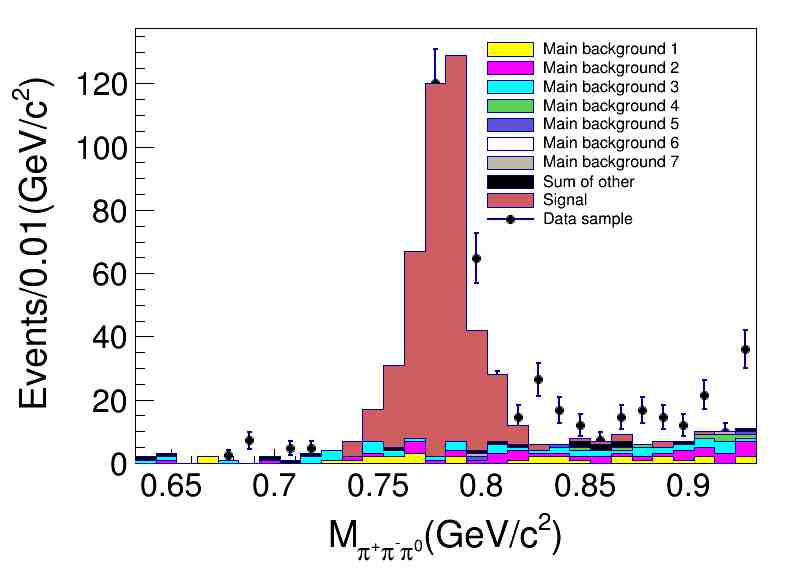 Events/0.01(GeV/c²)
120
100
80
60
40
20
0
Main background 1
Main background 2
Main background 3
Main background 4
Main background 5
Main background 6
Main background 7
Sum of other
Signal
Data sample
0.65 0.7 0.75 0.8 0.85 0.9
M_π⁺π⁻π⁰(GeV/c²)